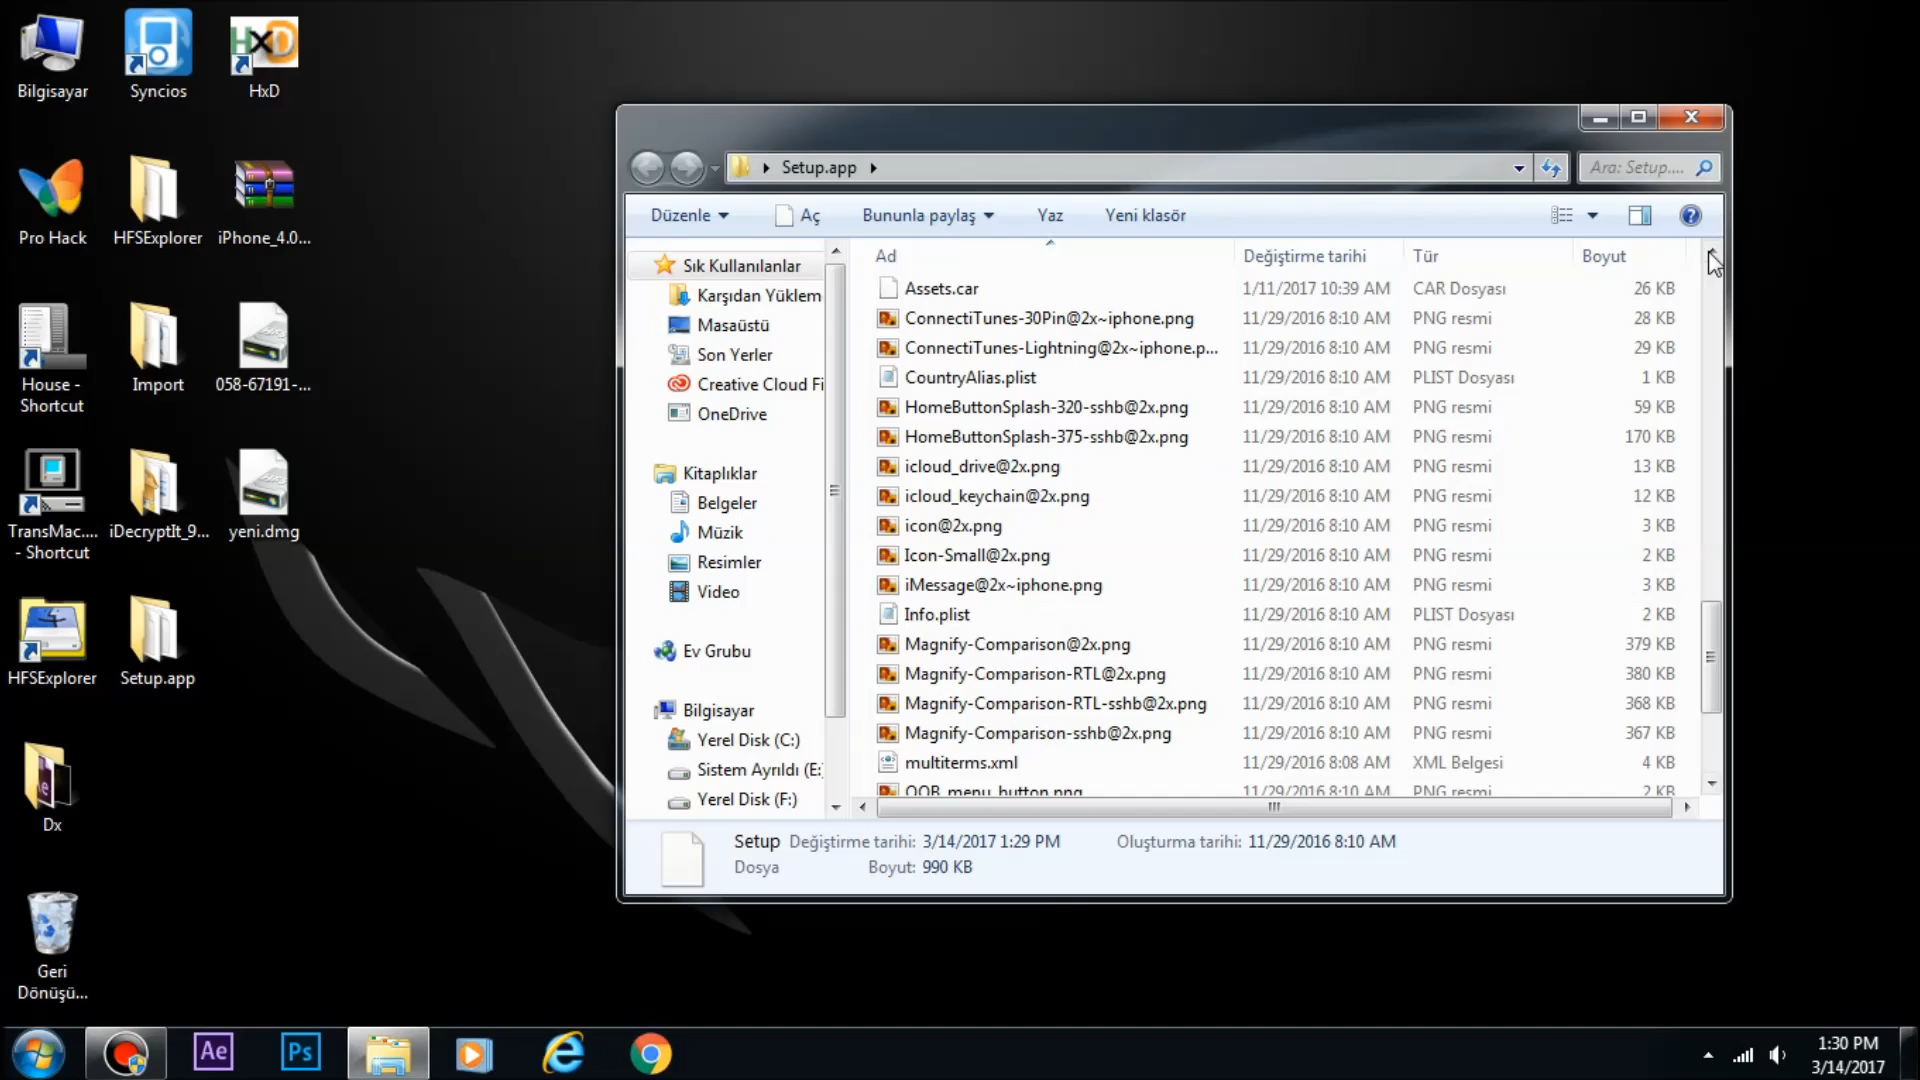 Bilgisayar
Syncios
HxD
HxD
Pro Hack
HFSExplorer
iPhone_4.0...
House -
Shortcut
Import
058-67191-...
TransMac....
- Shortcut
iDecryptIt_9...
yeni.dmg
HFSExplorer
Setup.app
Ae
Dx
Geri
Dönüşü...
Setup.app
Ara: Setup....
Düzenle
Aç
Bununla paylaş
Yaz
Yeni klasör
Sık Kullanılanlar
Karşıdan Yüklem
Masaüstü
Son Yerler
Creative Cloud Fi
OneDrive
Kitaplıklar
Belgeler
Müzik
Resimler
Video
Ev Grubu
Bilgisayar
Yerel Disk (C:)
Sistem Ayrıldı (E:
Yerel Disk (F:)
Ad Değiştirme tarihi Tür Boyut
Assets.car 1/11/2017 10:39 AM CAR Dosyası 26 KB
ConnectiTunes-30Pin@2x~iphone.png 11/29/2016 8:10 AM PNG resmi 28 KB
ConnectiTunes-Lightning@2x~iphone.p... 11/29/2016 8:10 AM PNG resmi 29 KB
CountryAlias.plist 11/29/2016 8:10 AM PLIST Dosyası 1 KB
HomeButtonSplash-320-sshb@2x.png 11/29/2016 8:10 AM PNG resmi 59 KB
HomeButtonSplash-375-sshb@2x.png 11/29/2016 8:10 AM PNG resmi 170 KB
icloud_drive@2x.png 11/29/2016 8:10 AM PNG resmi 13 KB
icloud_keychain@2x.png 11/29/2016 8:10 AM PNG resmi 12 KB
icon@2x.png 11/29/2016 8:10 AM PNG resmi 3 KB
Icon-Small@2x.png 11/29/2016 8:10 AM PNG resmi 2 KB
iMessage@2x~iphone.png 11/29/2016 8:10 AM PNG resmi 3 KB
Info.plist 11/29/2016 8:10 AM PLIST Dosyası 2 KB
Magnify-Comparison@2x.png 11/29/2016 8:10 AM PNG resmi 379 KB
Magnify-Comparison-RTL@2x.png 11/29/2016 8:10 AM PNG resmi 380 KB
Magnify-Comparison-RTL-sshb@2x.png 11/29/2016 8:10 AM PNG resmi 368 KB
Magnify-Comparison-sshb@2x.png 11/29/2016 8:10 AM PNG resmi 367 KB
multiterms.xml 11/29/2016 8:08 AM XML Belgesi 4 KB
OOB_menu_button.png 11/29/2016 8:10 AM PNG resmi 2 KB
Setup Değiştirme tarihi: 3/14/2017 1:29 PM Oluşturma tarihi: 11/29/2016 8:10 AM
Dosya Boyut: 990 KB
Ae
Ps
1:30 PM
3/14/2017